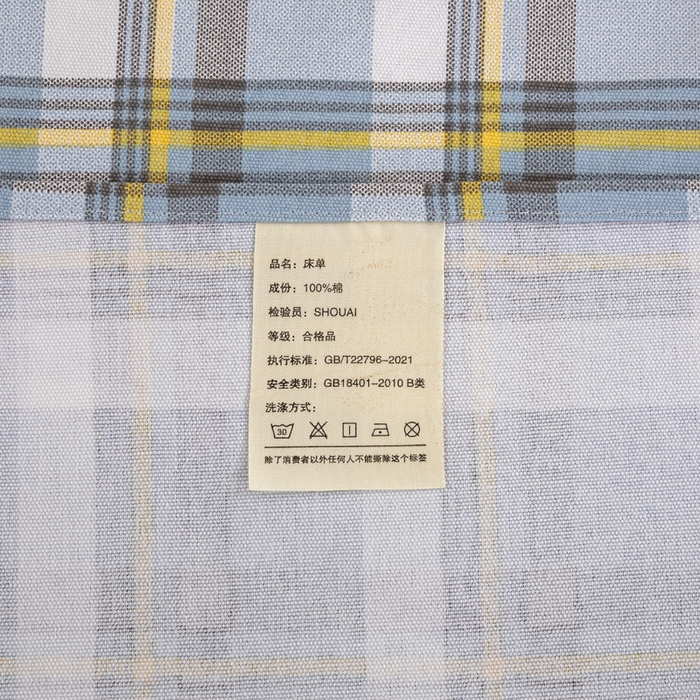 品名：床单
成份：100%棉
检验员：SHOUAI
等级：合格品
执行标准：GB/T22796-2021
安全类别：GB18401-2010 B类
洗涤方式：
30
除了消费者以外任何人不能撕除这个标签